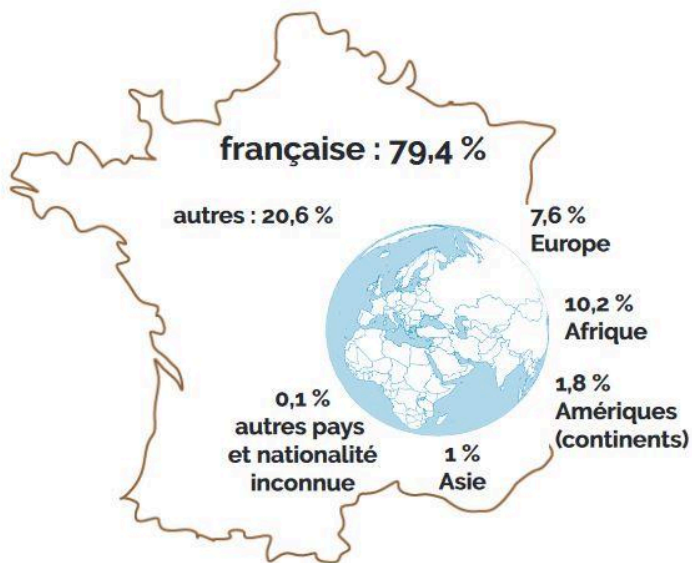 française : 79,4 %
autres : 20,6 %
7,6 %
Europe
10,2 %
Afrique
1,8 %
Amériques
(continents)
1 %
Asie
0,1 %
autres pays
et nationalité
inconnue